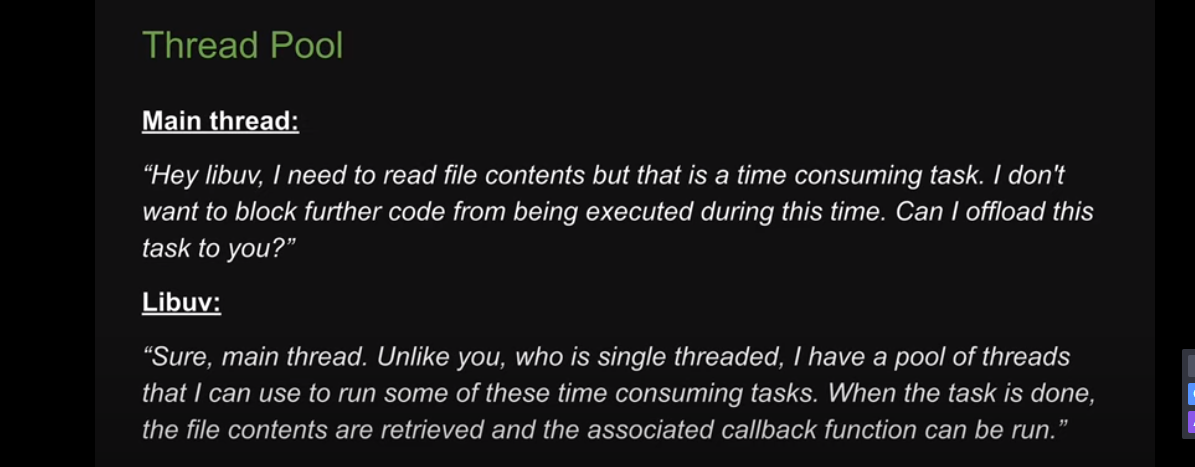 Thread Pool
Main thread:
“Hey libuv, I need to read file contents but that is a time consuming task. I don't
want to block further code from being executed during this time. Can I offload this
task to you?”
Libuv:
“Sure, main thread. Unlike you, who is single threaded, I have a pool of threads
that I can use to run some of these time consuming tasks. When the task is done,
the file contents are retrieved and the associated callback function can be run.”